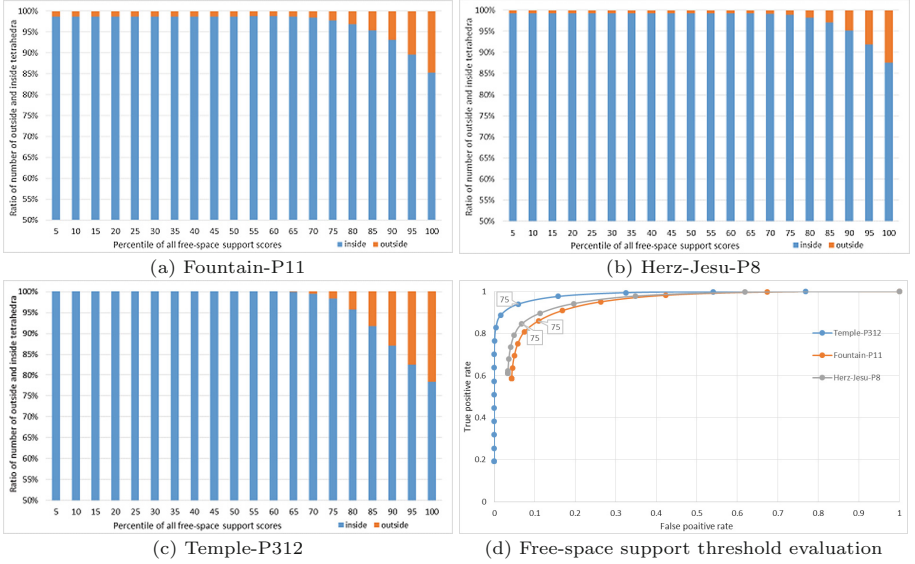 100%
95%
90%
85%
80%
75%
70%
65%
60%
55%
50%
Ratio of number of outside and inside tetrahedra
5 10 15 20 25 30 35 40 45 50 55 60 65 70 75 80 85 90 95 100
Percentile of all free-space support scores
inside outside
(a) Fountain-P11
100%
95%
90%
85%
80%
75%
70%
65%
60%
55%
50%
Ratio of number of outside and inside tetrahedra
5 10 15 20 25 30 35 40 45 50 55 60 65 70 75 80 85 90 95 100
Percentile of all free-space support scores
inside outside
(b) Herz-Jesu-P8
100%
95%
90%
85%
80%
75%
70%
65%
60%
55%
50%
Ratio of number of outside and inside tetrahedra
5 10 15 20 25 30 35 40 45 50 55 60 65 70 75 80 85 90 95 100
Percentile of all free-space support scores
inside outside
(c) Temple-P312
1
0.8
0.6
0.4
0.2
0
True positive rate
75
75
75
Temple-P312
Fountain-P11
Herz-Jesu-P8
0 0.1 0.2 0.3 0.4 0.5 0.6 0.7 0.8 0.9 1
False poaitive rate
(d) Free-space support threshold evaluation